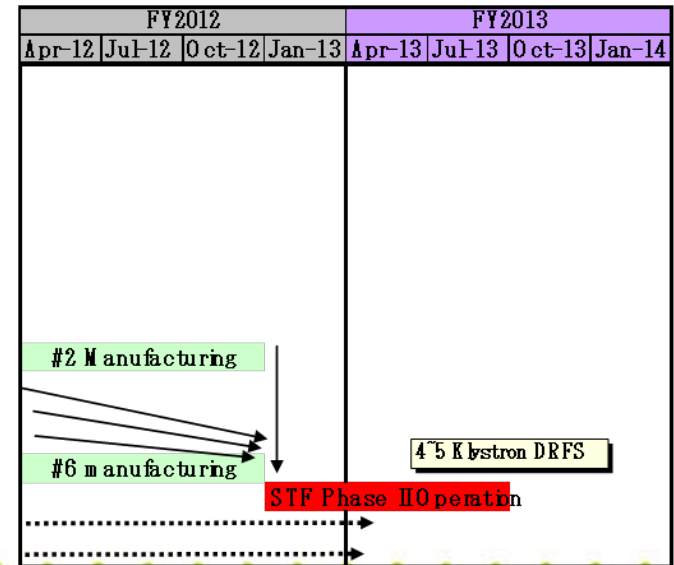 FY2012 FY2013
Apr-12 Jul-12 Oct-12 Jan-13 Apr-13 Jul-13 Oct-13 Jan-14
#2 Manufacturing
4~5 Klystron DRFS
#6 manufacturing
STF Phase II Operation